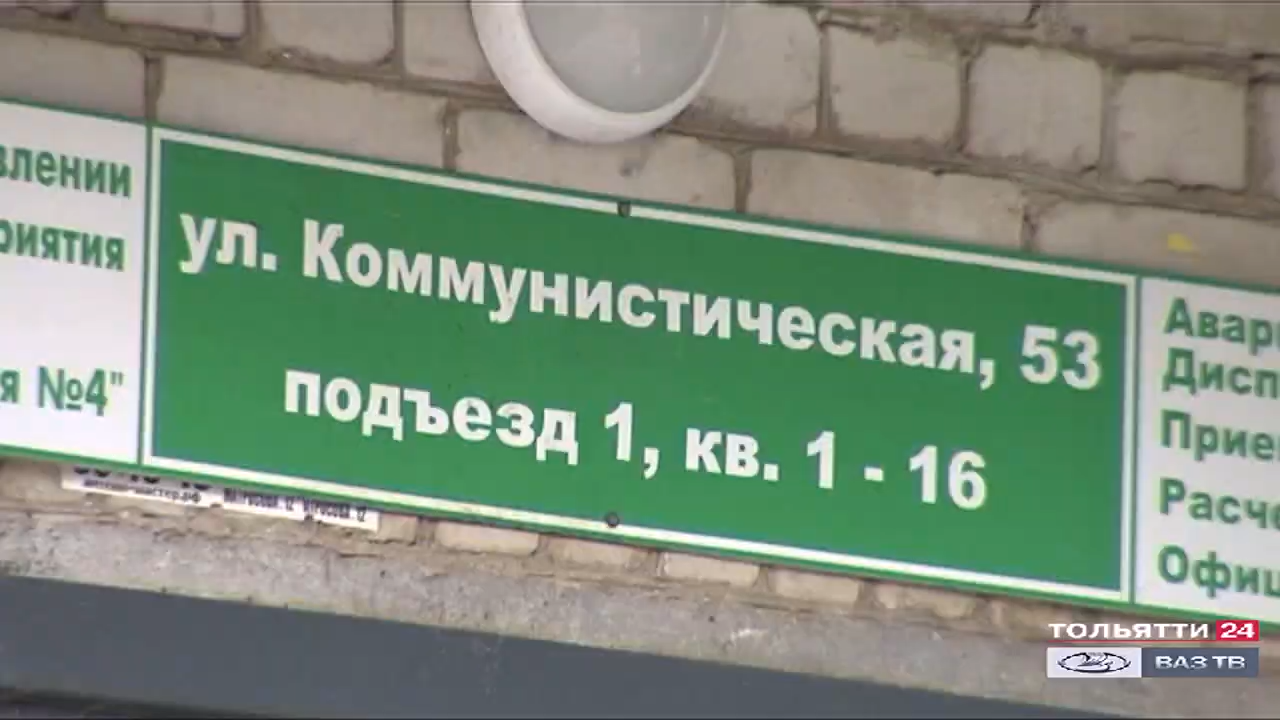 ул. Коммунистическая, 53
подъезд 1, кв. 1 - 16
влении
риятия
я №4"
Авар
Дисп
Прие
Расч
Офиц
ТОЛЬЯТТИ 24
ВАЗ ТВ